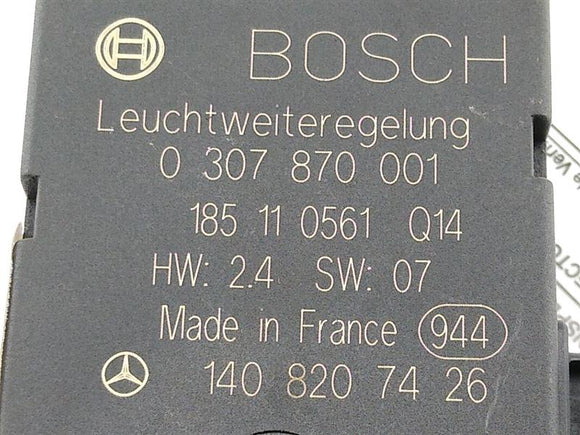 BOSCH
Leuchtweiteregelung
0 307 870 001
185 11 0561 Q14
HW: 2.4 SW: 07
Made in France 944
140 820 74 26